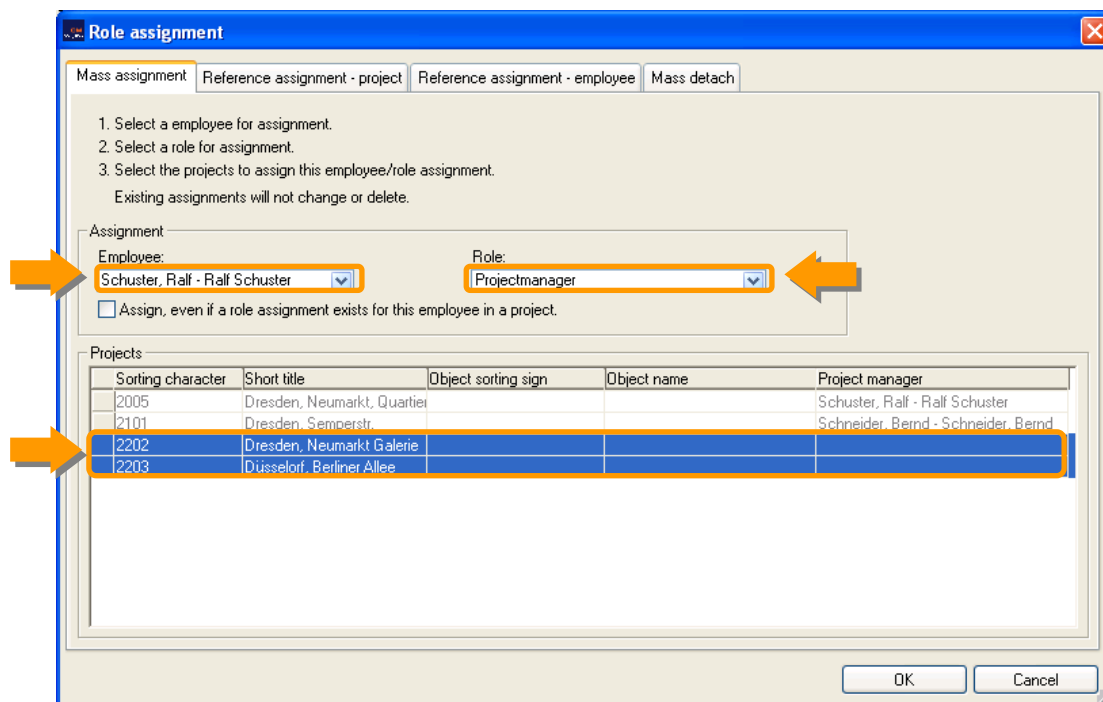 Role assignment
Mass assignment Reference assignment - project Reference assignment - employee Mass detach
1. Select a employee for assignment.
2. Select a role for assignment.
3. Select the projects to assign this employee/role assignment.
Existing assignments will not change or delete.
Assignment
Employee: Role:
Schuster, Ralf - Ralf Schuster Projectmanager
Assign, even if a role assignment exists for this employee in a project.
Projects
Sorting character Short title Object sorting sign Object name Project manager
2005 Dresden, Neumarkt, Quartier Schuster, Ralf - Ralf Schuster
2101 Dresden, Semperstr. Schneider, Bernd - Schneider, Bernd
2202 Dresden, Neumarkt Galerie
2203 Düsselorf, Berliner Allee
OK Cancel